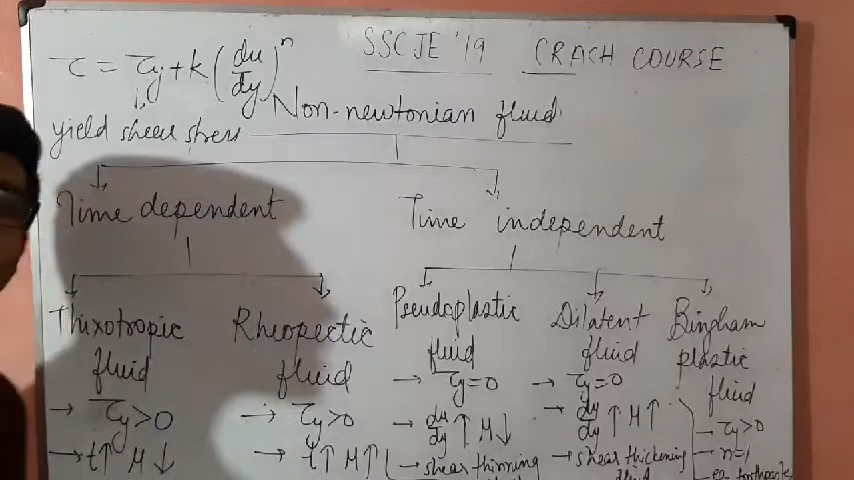 SSCJE '19 CRACH COURSE
τ = τy + k (du/dy)^n
yield shear stress
Non-newtonian fluid
Time dependent
Time independent
Thixotropic
fluid
→ τy>0
→ t↑ μ↓
Rheopectic
fluid
→ τy>0
→ t↑ μ↑
Pseudoplastic
fluid
→ τy=0
→ du/dy ↑ μ↓
→ shear thinning
Dilatent
fluid
→ τy=0
→ du/dy ↑ μ↑
→ shear thickening
Bingham
plastic
fluid
→ τy>0
→ n=1